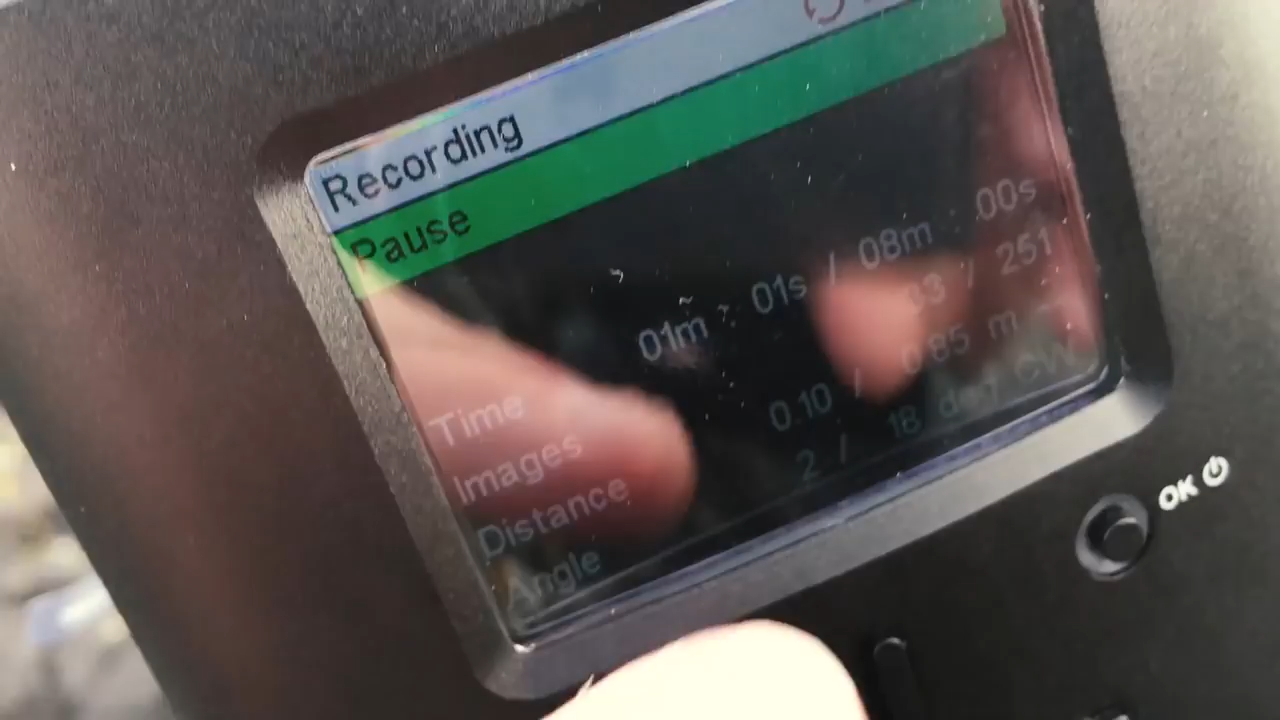 Recording
Pause
Time 01m : 01s / 08m : 00s
Images / 251
Distance 0.10 / 0.85 m
Angle 2 / 18 deg CW
OK